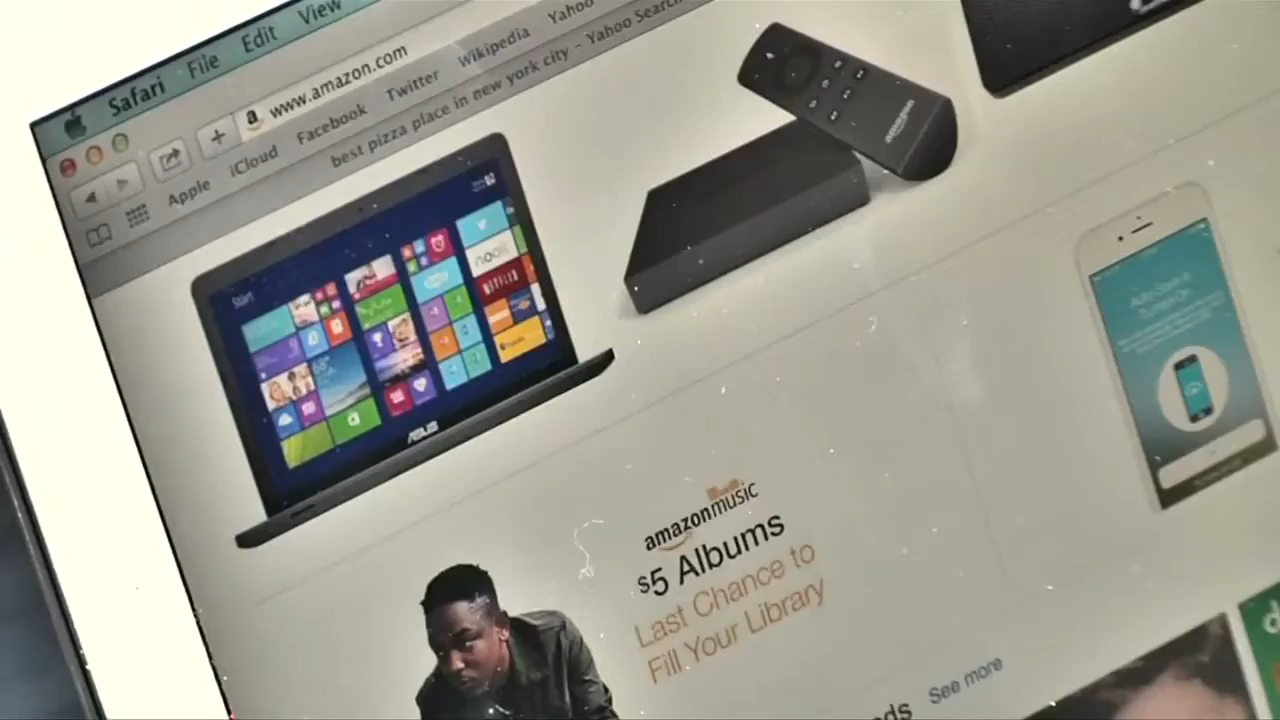 Safari File Edit View
www.amazon.com
Apple iCloud Facebook Twitter Wikipedia Yahoo
best pizza place in new york city - Yahoo Search
amazon
Start
nook
NETFLIX
ASUS
amazonmusic
$5 Albums
Last Chance to
Fill Your Library
See more